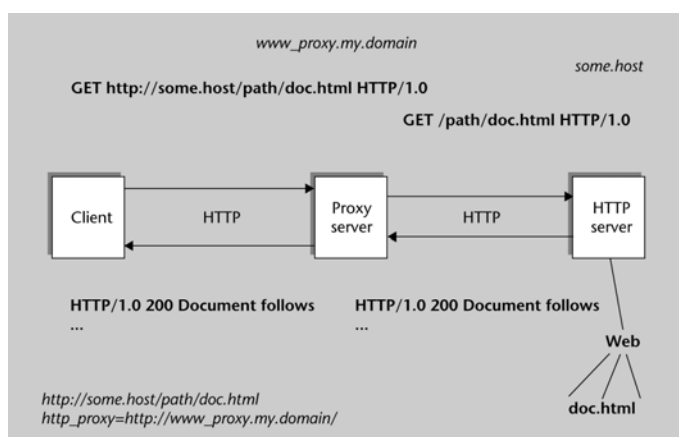 www_proxy.my.domain
some.host
GET http://some.host/path/doc.html HTTP/1.0
GET /path/doc.html HTTP/1.0
Client
HTTP
Proxy
server
HTTP
HTTP
server
HTTP/1.0 200 Document follows
...
HTTP/1.0 200 Document follows
...
Web
doc.html
http://some.host/path/doc.html
http_proxy=http://www_proxy.my.domain/